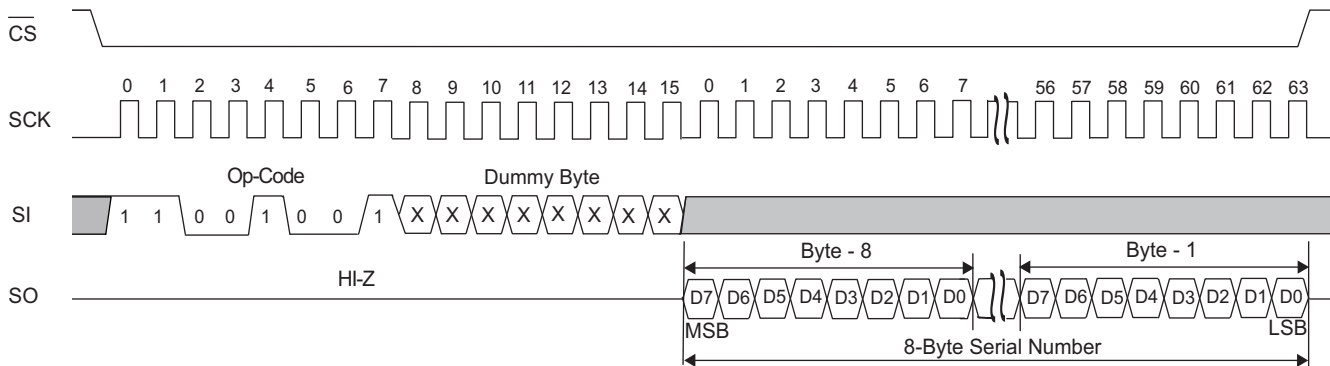 CS
0 1 2 3 4 5 6 7 8 9 10 11 12 13 14 15 0 1 2 3 4 5 6 7 56 57 58 59 60 61 62 63
SCK
Op-Code Dummy Byte
SI 1 1 0 0 1 0 0 1 X X X X X X X X
Byte - 8 Byte - 1
HI-Z
SO D7 D6 D5 D4 D3 D2 D1 D0 D7 D6 D5 D4 D3 D2 D1 D0
MSB LSB
8-Byte Serial Number